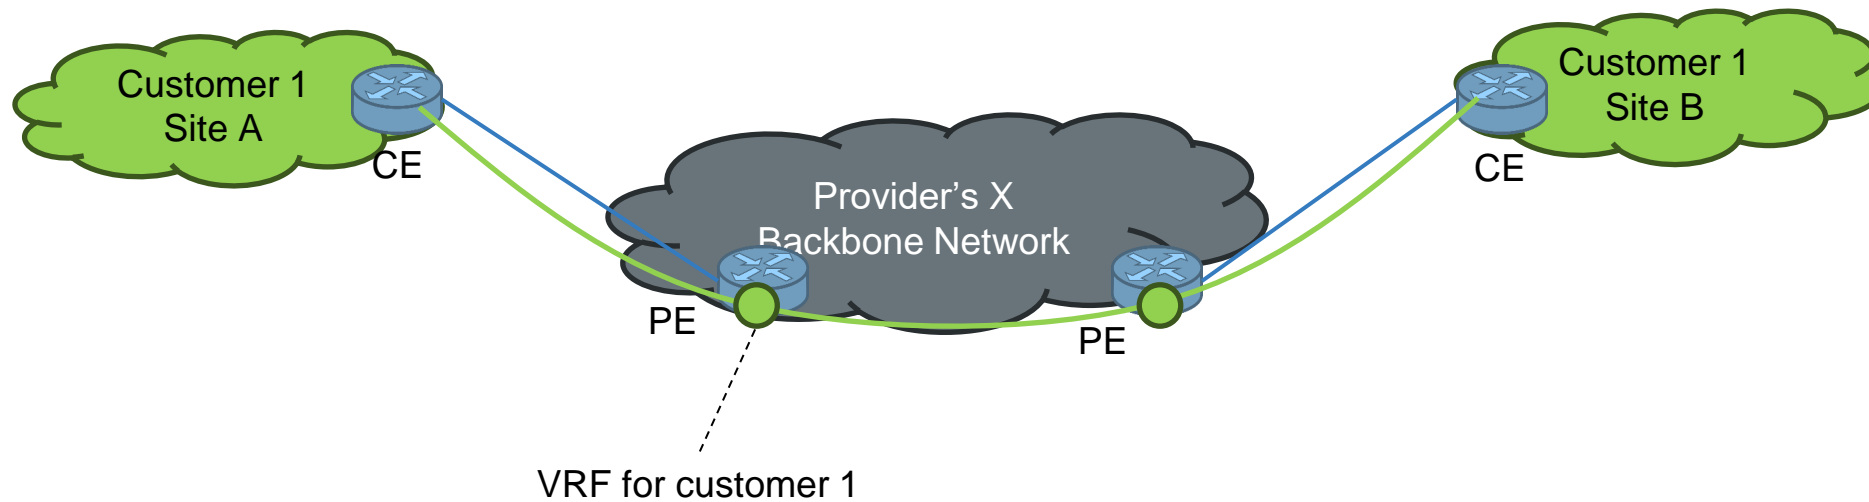 Customer 1
Site A
CE
Customer 1
Site B
CE
Provider’s X
Backbone Network
PE
PE
VRF for customer 1